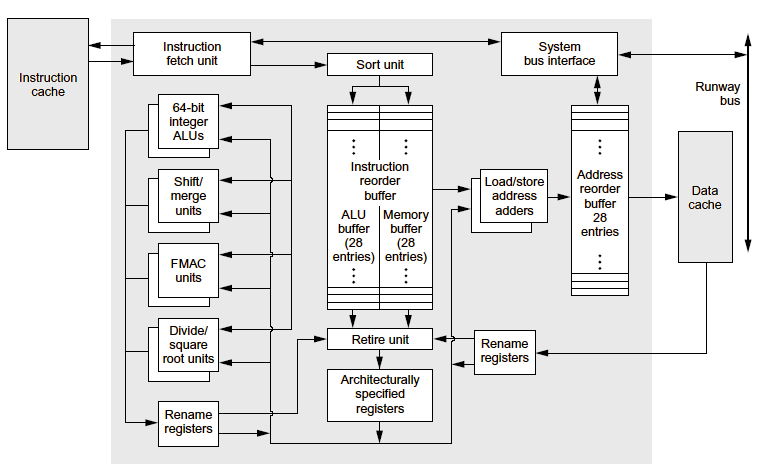 Instruction
cache
Instruction
fetch unit
Sort unit
System
bus interface
Runway
bus
64-bit
integer
ALUs
Shift/
merge
units
FMAC
units
Divide/
square
root units
Rename
registers
Instruction
reorder
buffer
ALU
buffer
(28
entries)
Memory
buffer
(28
entries)
Load/store
address
adders
Address
reorder
buffer
28
entries
Data
cache
Retire unit
Rename
registers
Architecturally
specified
registers